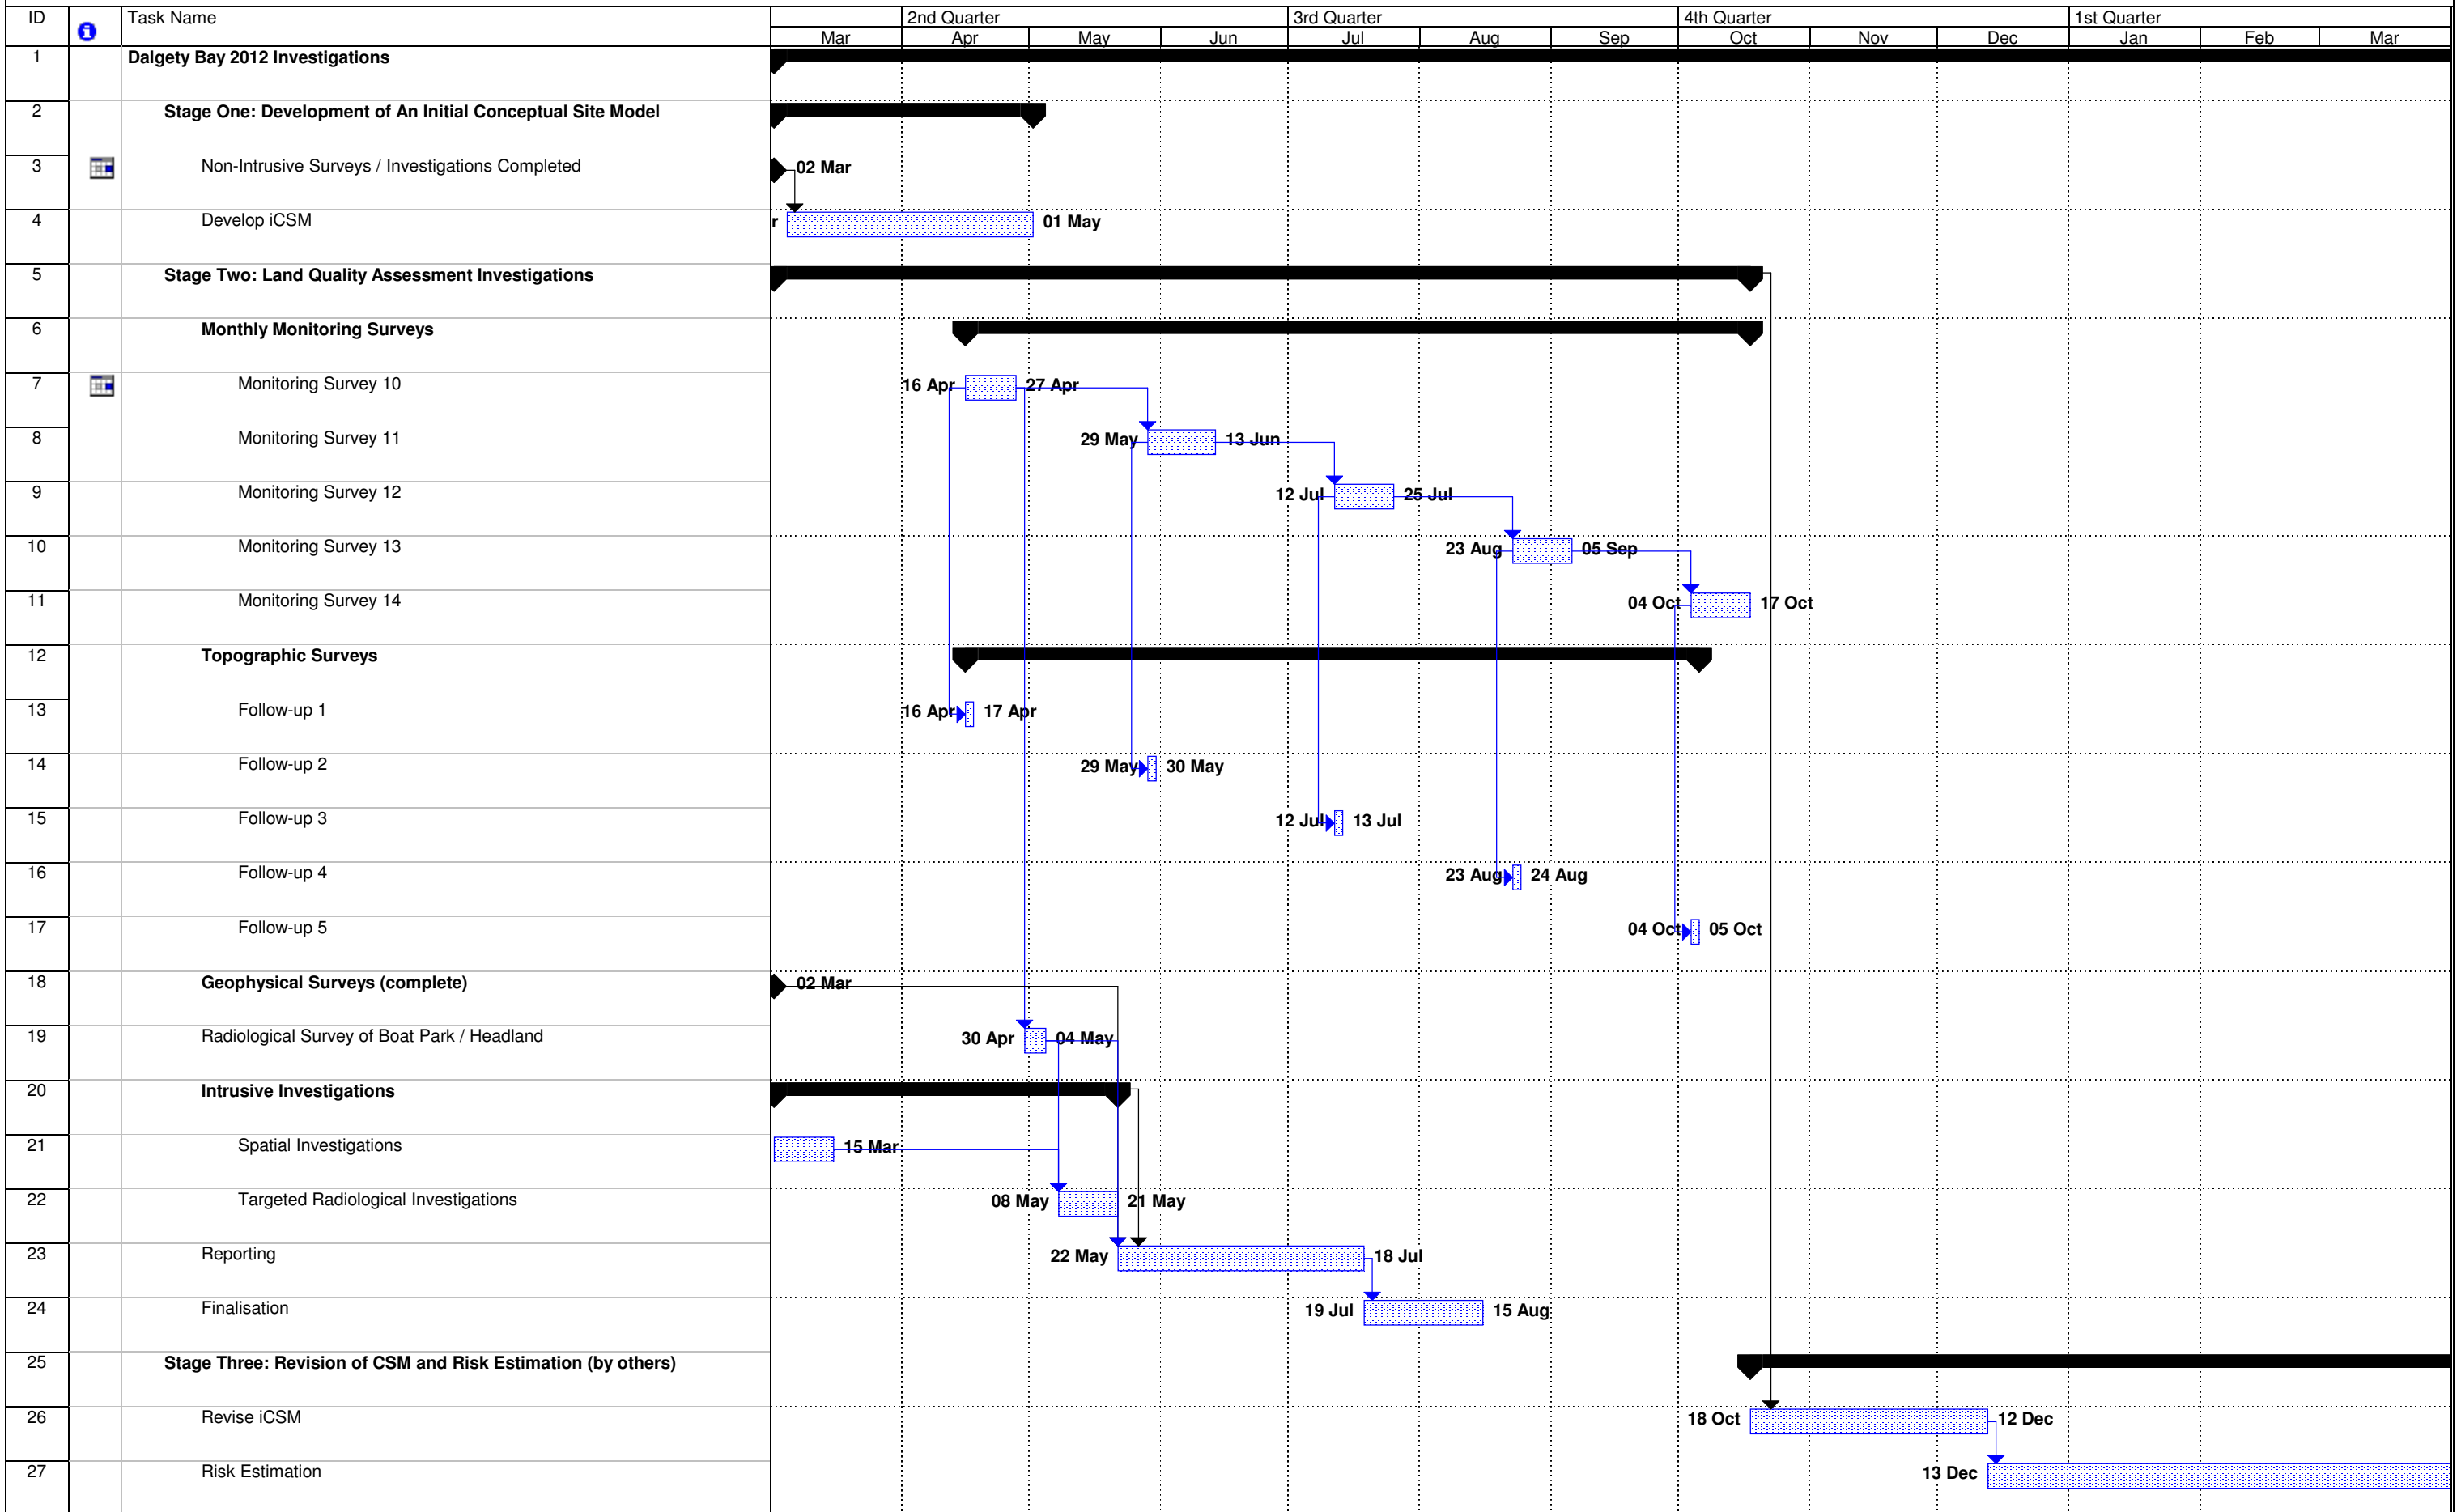 ID Task Name 2nd Quarter 3rd Quarter 4th Quarter 1st Quarter
Mar Apr May Jun Jul Aug Sep Oct Nov Dec Jan Feb Mar
1 Dalgety Bay 2012 Investigations
2 Stage One: Development of An Initial Conceptual Site Model
3 Non-Intrusive Surveys / Investigations Completed 02 Mar
4 Develop iCSM r 01 May
5 Stage Two: Land Quality Assessment Investigations
6 Monthly Monitoring Surveys
7 Monitoring Survey 10 16 Apr 27 Apr
8 Monitoring Survey 11 29 May 13 Jun
9 Monitoring Survey 12 12 Jul 25 Jul
10 Monitoring Survey 13 23 Aug 05 Sep
11 Monitoring Survey 14 04 Oct 17 Oct
12 Topographic Surveys
13 Follow-up 1 16 Apr 17 Apr
14 Follow-up 2 29 May 30 May
15 Follow-up 3 12 Jul 13 Jul
16 Follow-up 4 23 Aug 24 Aug
17 Follow-up 5 04 Oct 05 Oct
18 Geophysical Surveys (complete) 02 Mar
19 Radiological Survey of Boat Park / Headland 30 Apr 04 May
20 Intrusive Investigations
21 Spatial Investigations 15 Mar
22 Targeted Radiological Investigations 08 May 21 May
23 Reporting 22 May 18 Jul
24 Finalisation 19 Jul 15 Aug
25 Stage Three: Revision of CSM and Risk Estimation (by others)
26 Revise iCSM 18 Oct 12 Dec
27 Risk Estimation 13 Dec